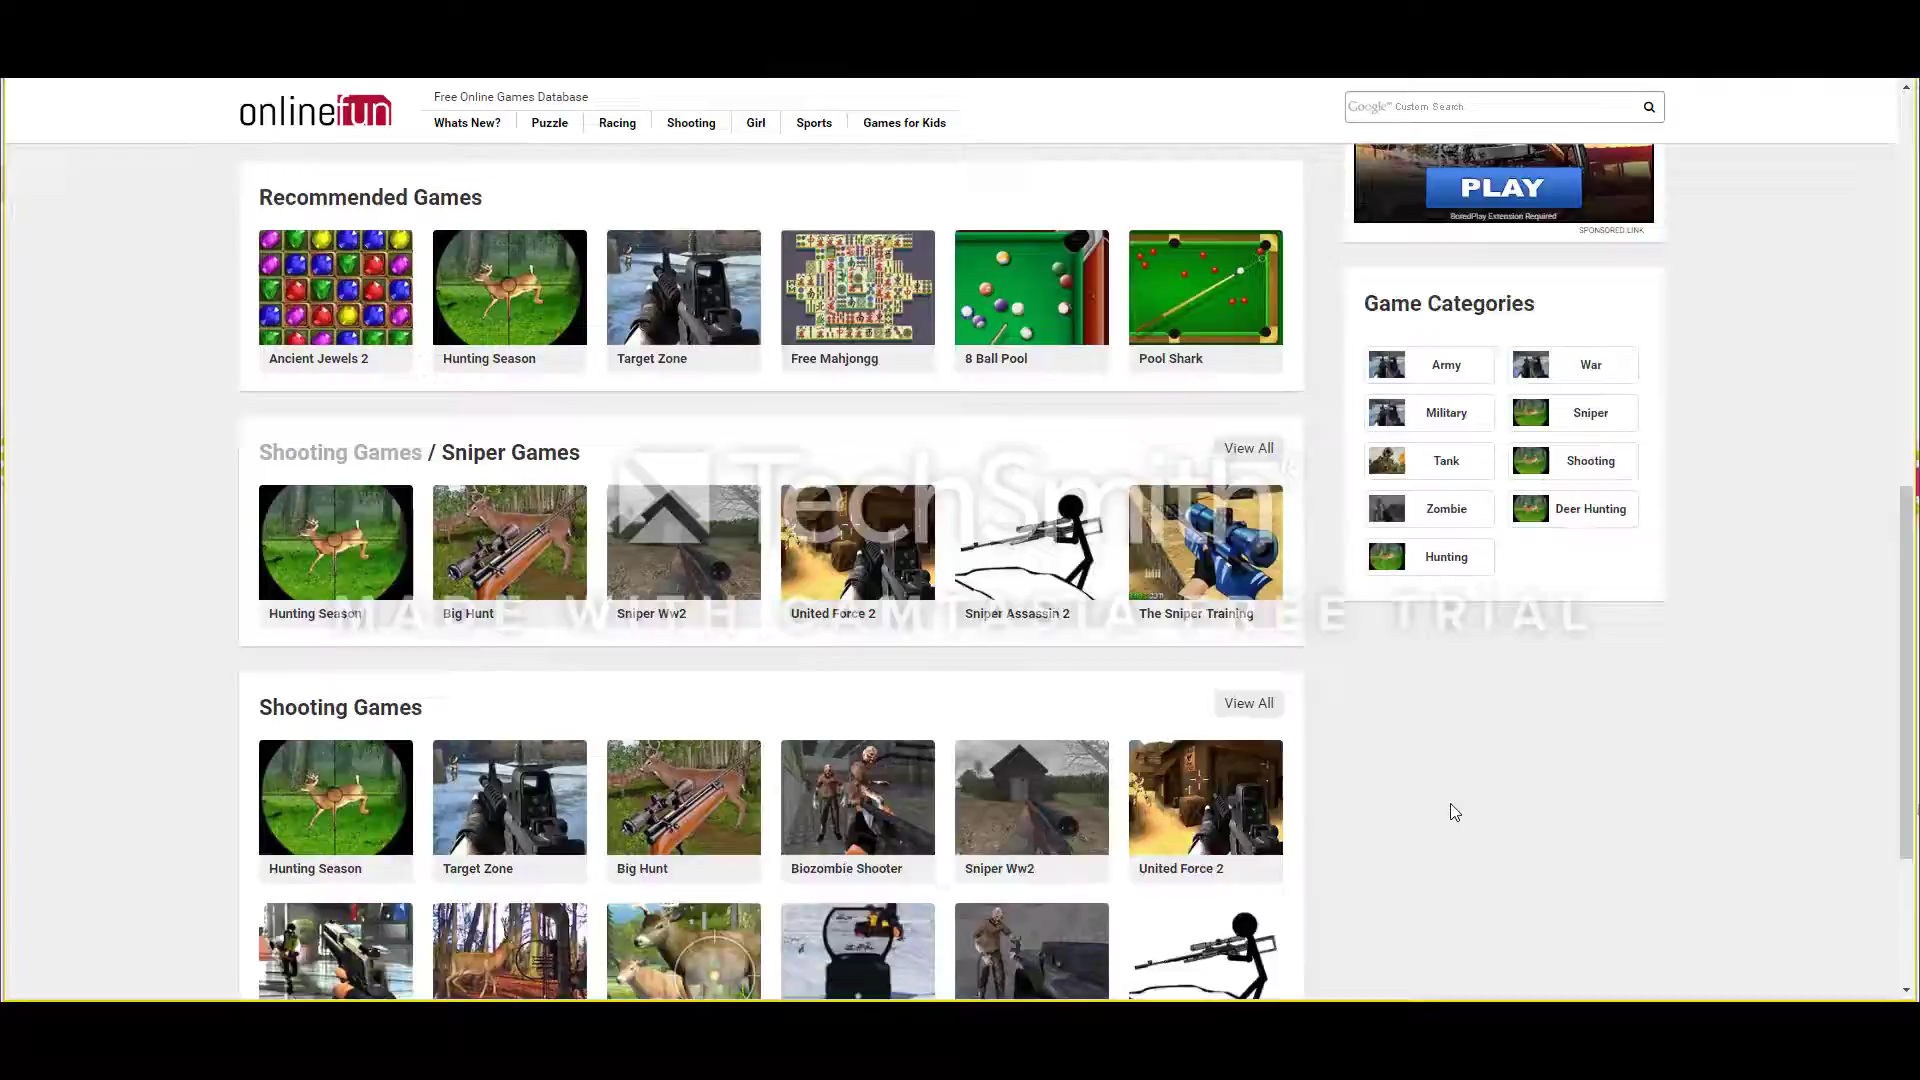 onlinefun
Free Online Games Database
Whats New?
Puzzle
Racing
Shooting
Girl
Sports
Games for Kids
Google™ Custom Search
PLAY
BoredPlay Extension Required
SPONSORED LINK
Recommended Games
Ancient Jewels 2
Hunting Season
Target Zone
Free Mahjongg
8 Ball Pool
Pool Shark
Game Categories
Army
War
Military
Sniper
Tank
Shooting
Zombie
Deer Hunting
Hunting
Shooting Games / Sniper Games
View All
TechSmith
MADE WITH CAMTASIA FREE TRIAL
Hunting Season
Big Hunt
Sniper Ww2
United Force 2
Sniper Assassin 2
The Sniper Training
Shooting Games
View All
Hunting Season
Target Zone
Big Hunt
Biozombie Shooter
Sniper Ww2
United Force 2